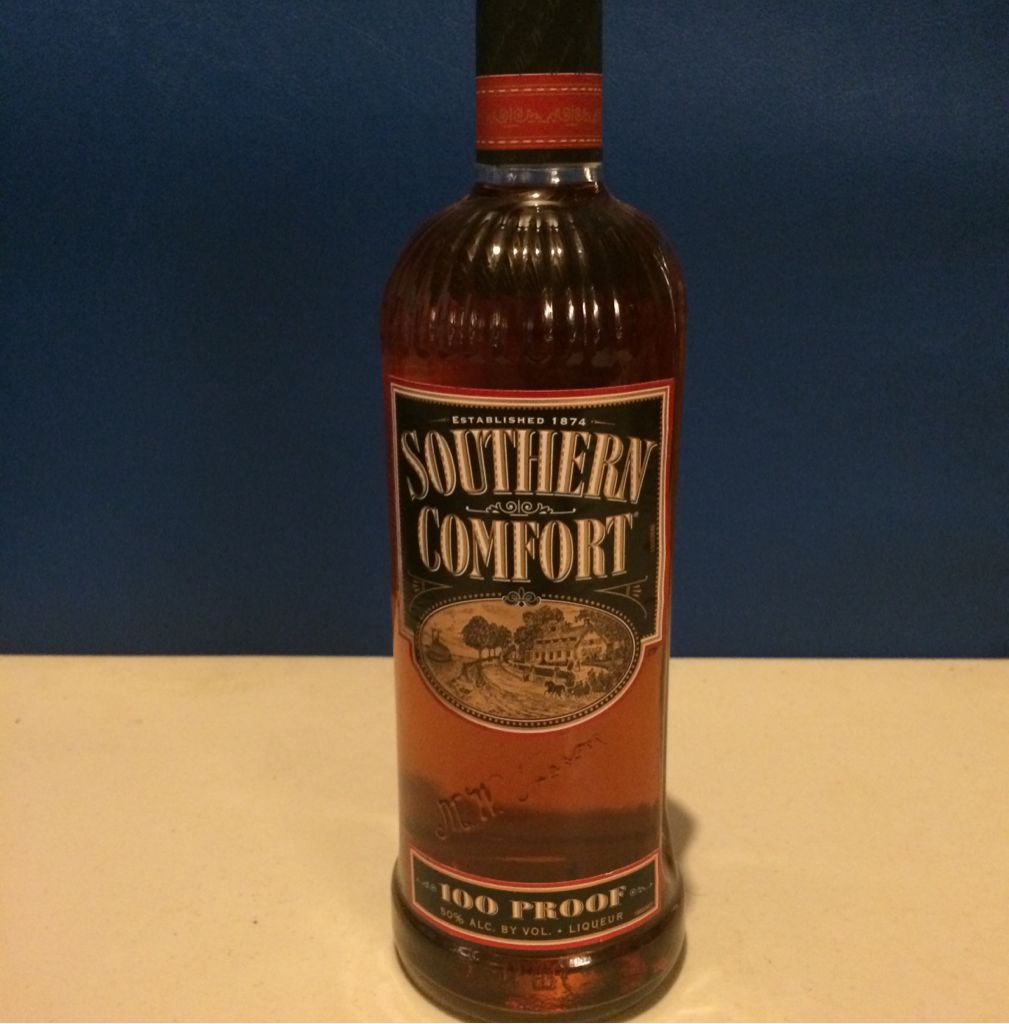 ESTABLISHED 1874
SOUTHERN
COMFORT
M.W.
100 PROOF
50% ALC. BY VOL. • LIQUEUR